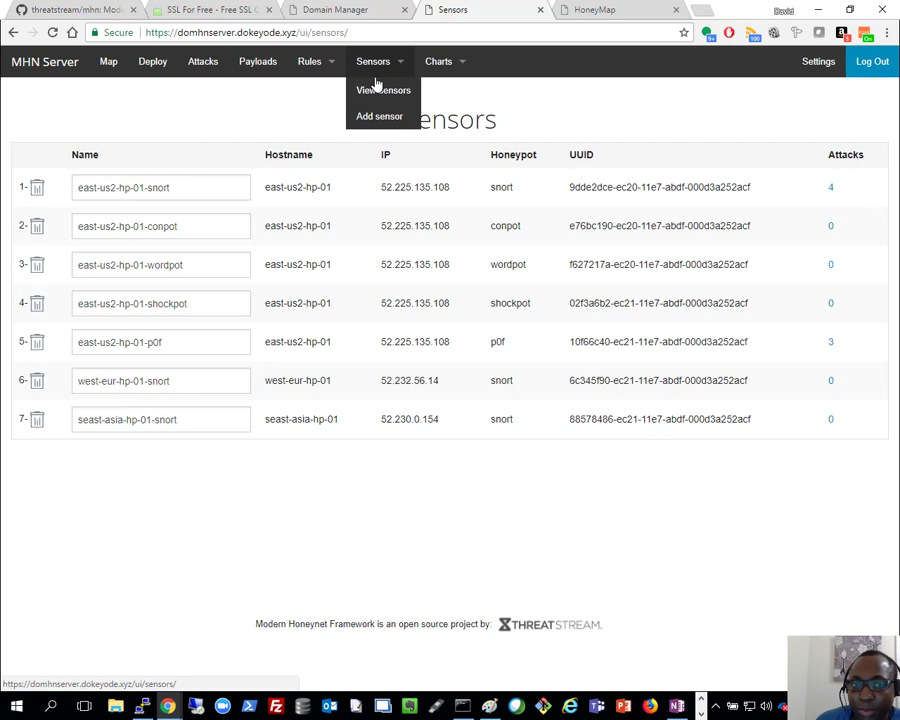 threatstream/mhn: Mod
SSL For Free - Free SSL C
Domain Manager
Sensors
HoneyMap
David
Secure
https://domhnserver.dokeyode.xyz/ui/sensors/
MHN Server
Map
Deploy
Attacks
Payloads
Rules
Sensors
Charts
Settings
Log Out
View sensors
Add sensor
ensors
Name Hostname IP Honeypot UUID Attacks
1- east-us2-hp-01-snort east-us2-hp-01 52.225.135.108 snort 9dde2dce-ec20-11e7-abdf-000d3a252acf 4
2- east-us2-hp-01-conpot east-us2-hp-01 52.225.135.108 conpot e76bc190-ec20-11e7-abdf-000d3a252acf 0
3- east-us2-hp-01-wordpot east-us2-hp-01 52.225.135.108 wordpot f627217a-ec20-11e7-abdf-000d3a252acf 0
4- east-us2-hp-01-shockpot east-us2-hp-01 52.225.135.108 shockpot 02f3a6b2-ec21-11e7-abdf-000d3a252acf 0
5- east-us2-hp-01-p0f east-us2-hp-01 52.225.135.108 p0f 10f66c40-ec21-11e7-abdf-000d3a252acf 3
6- west-eur-hp-01-snort west-eur-hp-01 52.232.56.14 snort 6c345f90-ec21-11e7-abdf-000d3a252acf 0
7- seast-asia-hp-01-snort seast-asia-hp-01 52.230.0.154 snort 88578486-ec21-11e7-abdf-000d3a252acf 0
Modern Honeynet Framework is an open source project by: THREATSTREAM.
https://domhnserver.dokeyode.xyz/ui/sensors/